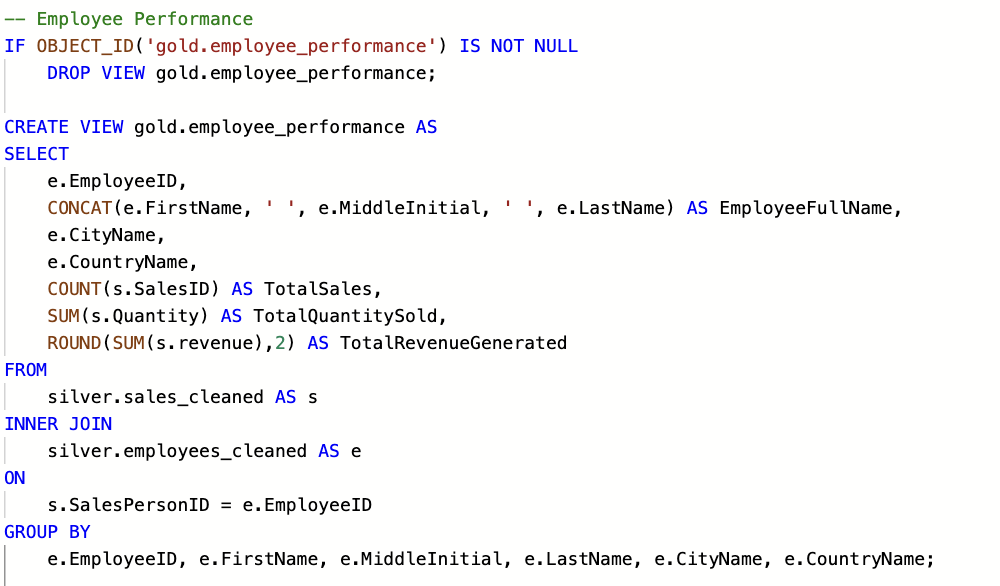 -- Employee Performance
IF OBJECT_ID('gold.employee_performance') IS NOT NULL
    DROP VIEW gold.employee_performance;

CREATE VIEW gold.employee_performance AS
SELECT
    e.EmployeeID,
    CONCAT(e.FirstName, ' ', e.MiddleInitial, ' ', e.LastName) AS EmployeeFullName,
    e.CityName,
    e.CountryName,
    COUNT(s.SalesID) AS TotalSales,
    SUM(s.Quantity) AS TotalQuantitySold,
    ROUND(SUM(s.revenue),2) AS TotalRevenueGenerated
FROM
    silver.sales_cleaned AS s
INNER JOIN
    silver.employees_cleaned AS e
ON
    s.SalesPersonID = e.EmployeeID
GROUP BY
    e.EmployeeID, e.FirstName, e.MiddleInitial, e.LastName, e.CityName, e.CountryName;